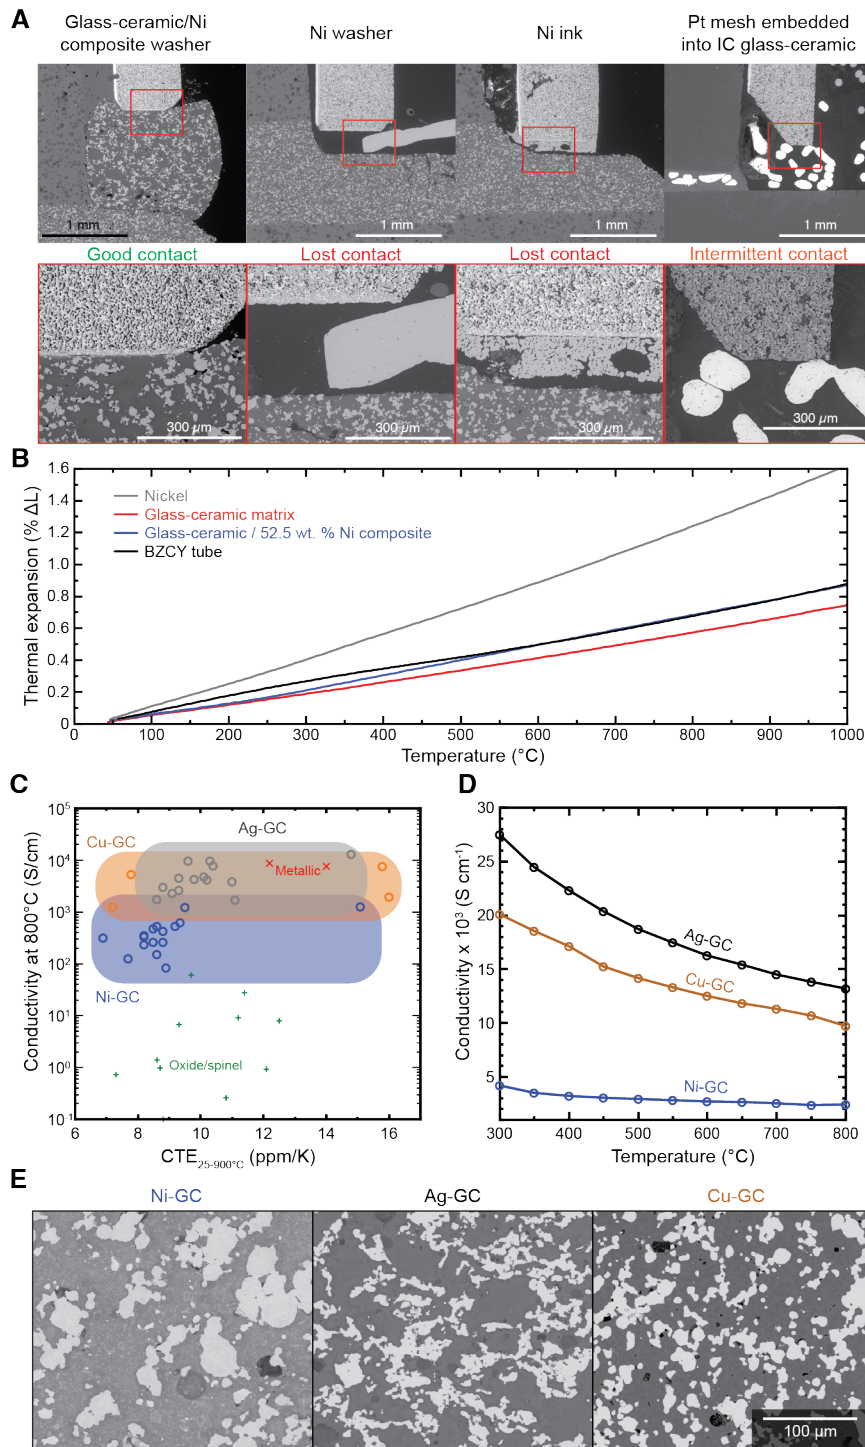 A
Glass-ceramic/Ni
composite washer
Ni washer
Ni ink
Pt mesh embedded
into IC glass-ceramic
1 mm
1 mm
1 mm
1 mm
Good contact
Lost contact
Lost contact
Intermittent contact
300 µm
300 µm
300 µm
300 µm
B
Thermal expansion (% ΔL)
1.6
1.4
1.2
1.0
0.8
0.6
0.4
0.2
0
Nickel
Glass-ceramic matrix
Glass-ceramic / 52.5 wt. % Ni composite
BZCY tube
0 100 200 300 400 500 600 700 800 900 1000
Temperature (°C)
C
Conductivity at 800°C (S/cm)
10⁵
10⁴
10³
10²
10¹
10⁰
10⁻¹
Cu-GC
Ag-GC
Metallic
Ni-GC
Oxide/spinel
4 6 8 10 12 14 16
CTE₂₅₋₉₀₀°C (ppm/K)
D
Conductivity x 10³ (S cm⁻¹)
30
25
20
15
10
5
Ag-GC
Cu-GC
Ni-GC
300 400 500 600 700 800
Temperature (°C)
E
Ni-GC
Ag-GC
Cu-GC
100 µm